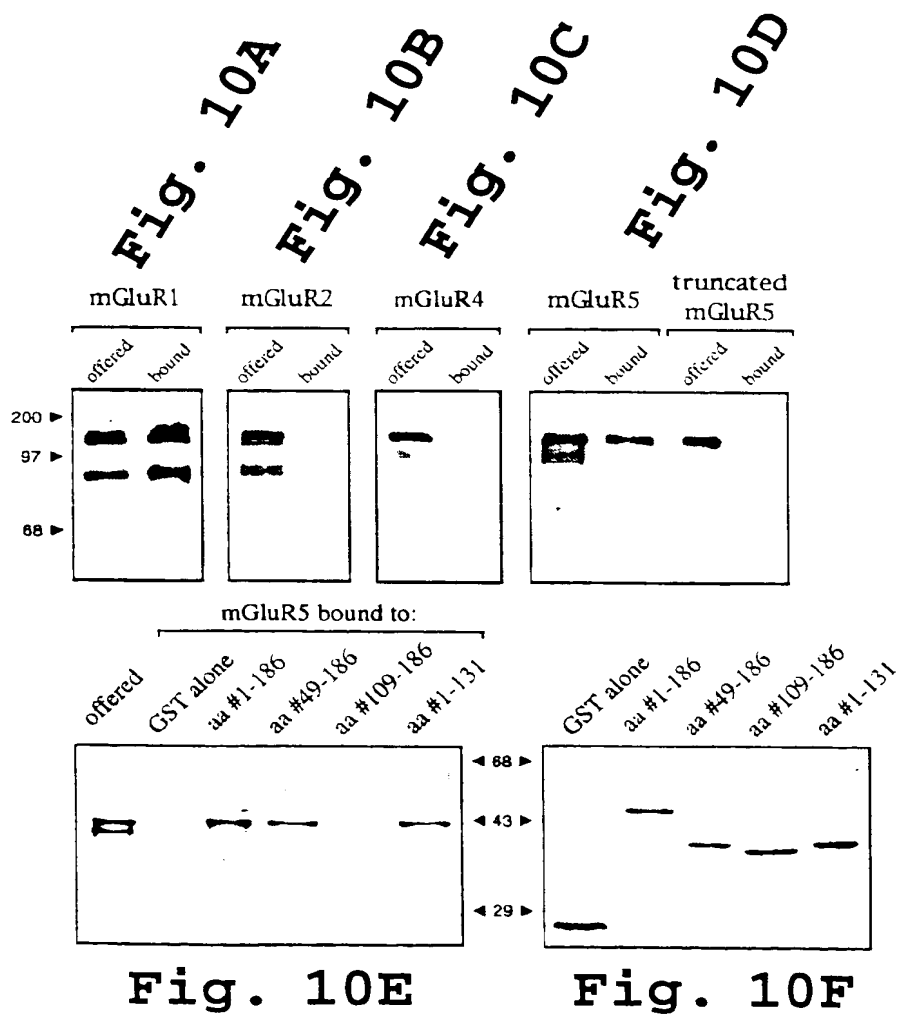 Fig. 10A
Fig. 10B
Fig. 10C
Fig. 10D
mGluR1
mGluR2
mGluR4
mGluR5
truncated
mGluR5
offered
bound
offered
bound
offered
bound
offered
bound
offered
bound
200 ►
97 ►
68 ►
mGluR5 bound to:
offered
GST alone
aa #1-186
aa #49-186
aa #109-186
aa #1-131
GST alone
aa #1-186
aa #49-186
aa #109-186
aa #1-131
◄ 68 ►
◄ 43 ►
◄ 29 ►
Fig. 10E
Fig. 10F